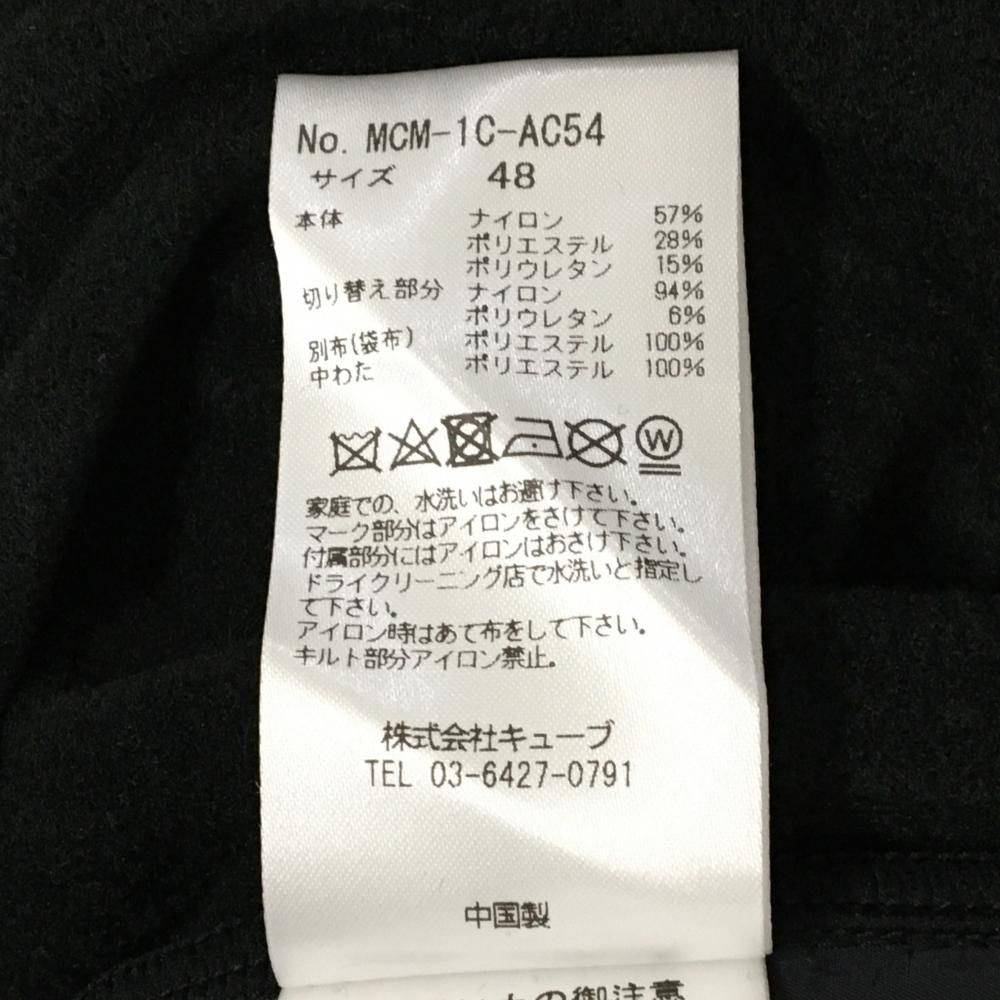 No. MCM-1C-AC54
サイズ 48
本体 ナイロン 57%
ポリエステル 28%
ポリウレタン 15%
切り替え部分 ナイロン 94%
ポリウレタン 6%
別布(袋布) ポリエステル 100%
中わた ポリエステル 100%
W
家庭での、水洗いはお避け下さい。
マーク部分はアイロンをさけて下さい。
付属部分にはアイロンはおさけ下さい。
ドライクリーニング店で水洗いと指定し
て下さい。
アイロン時はあて布をして下さい。
キルト部分アイロン禁止。
株式会社キューブ
TEL 03-6427-0791
中国製
の御注意